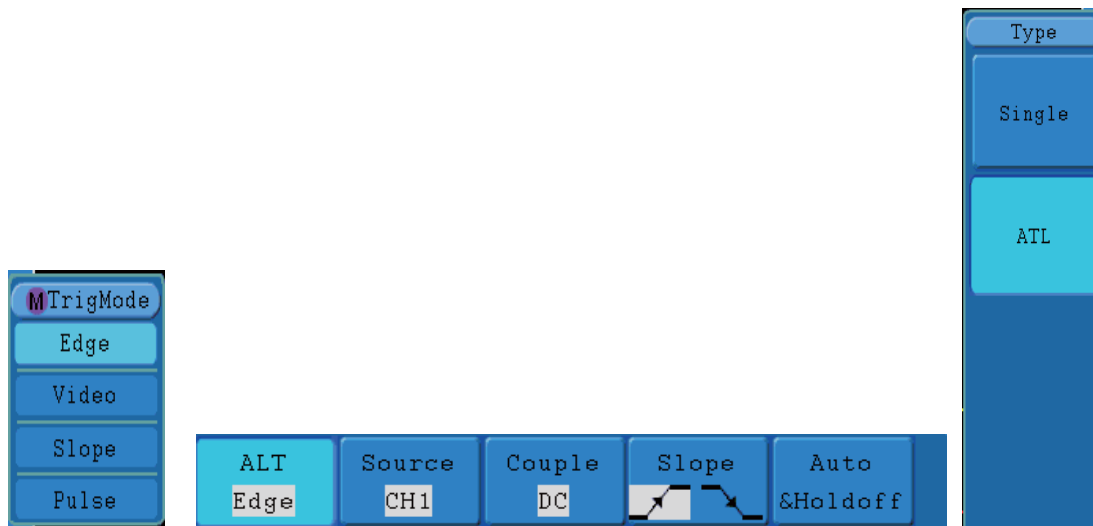 MTrigMode
Edge
Video
Slope
Pulse
ALT
Edge
Source
CH1
Couple
DC
Slope
Auto
&Holdoff
Type
Single
ATL